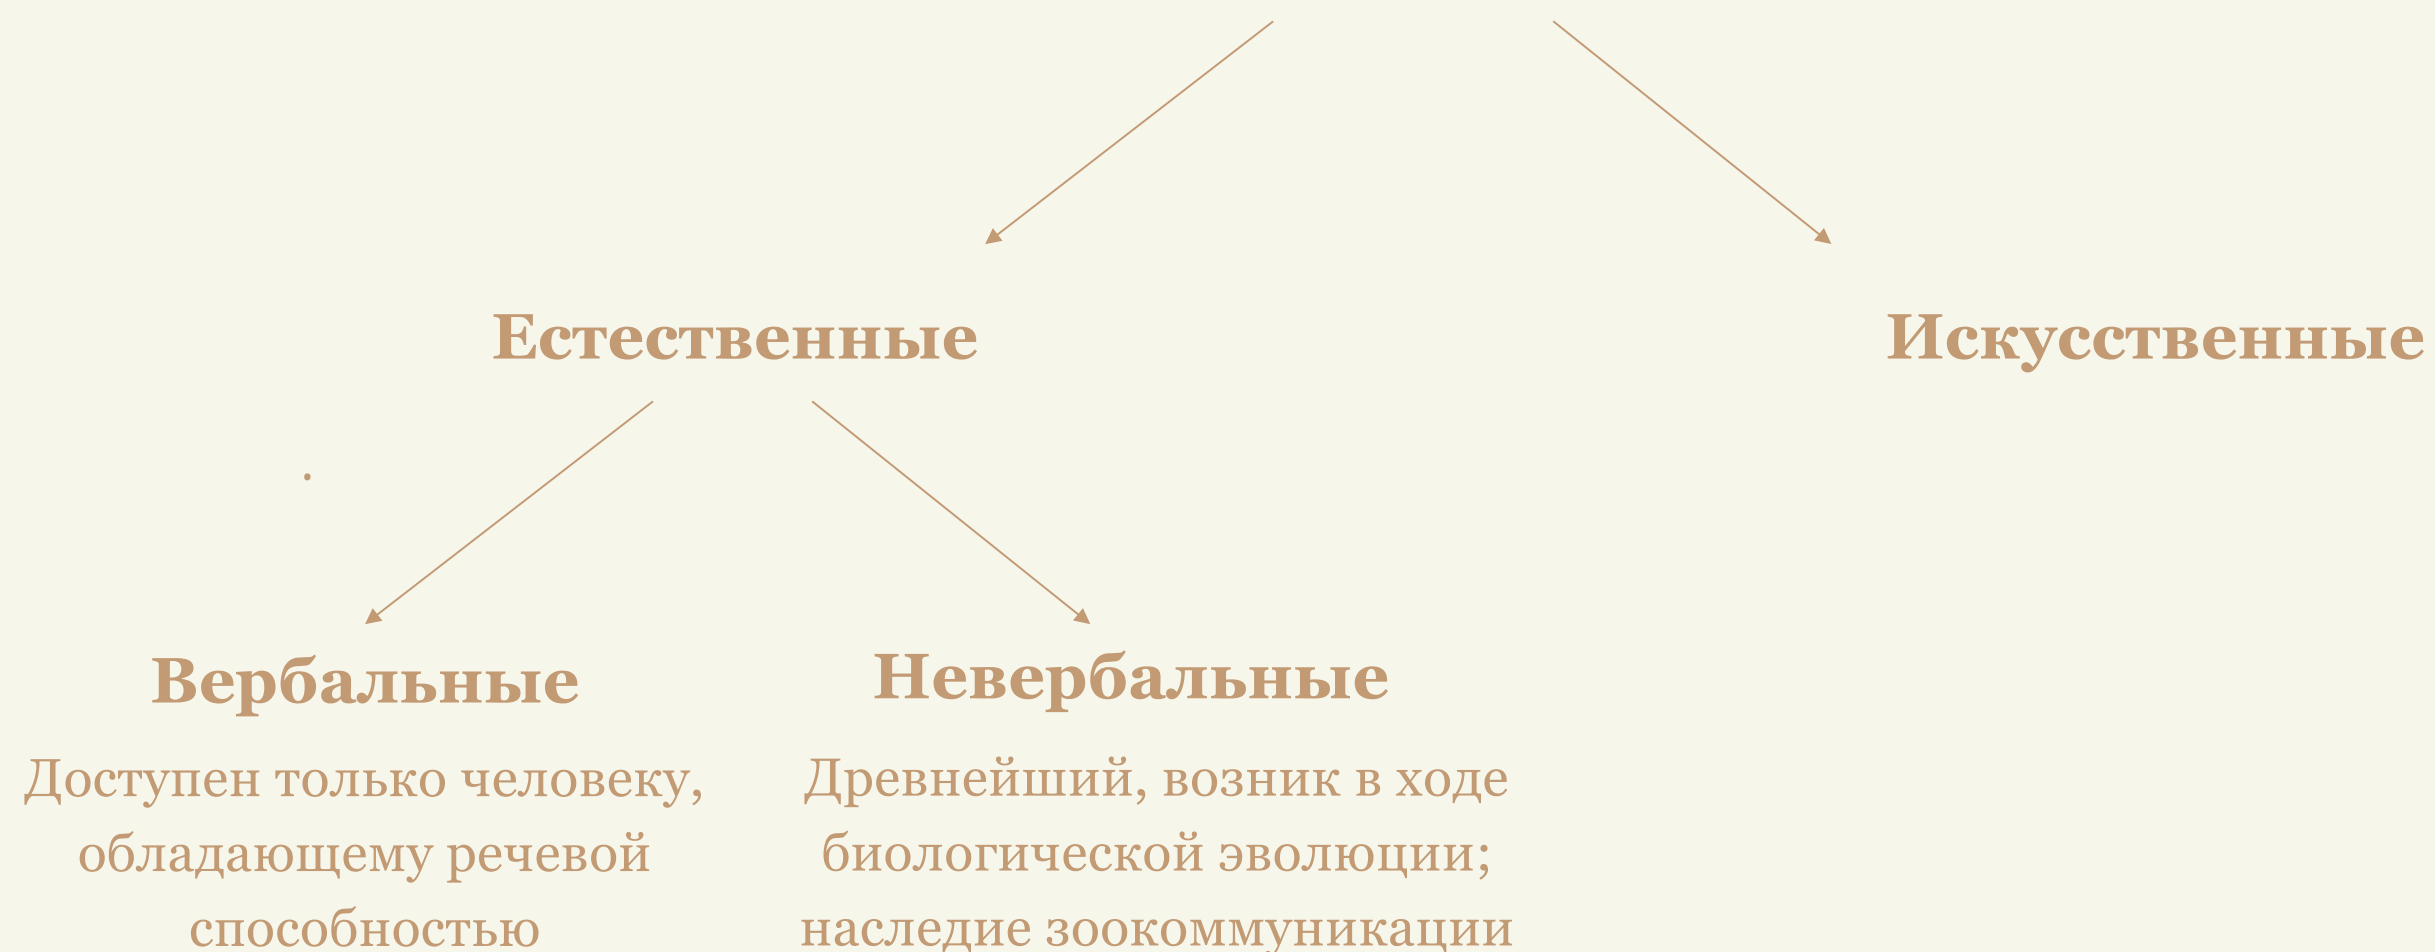 Естественные
Искусственные
Вербальные
Доступен только человеку,
обладающему речевой
способностью
Невербальные
Древнейший, возник в ходе
биологической эволюции;
наследие зоокоммуникации